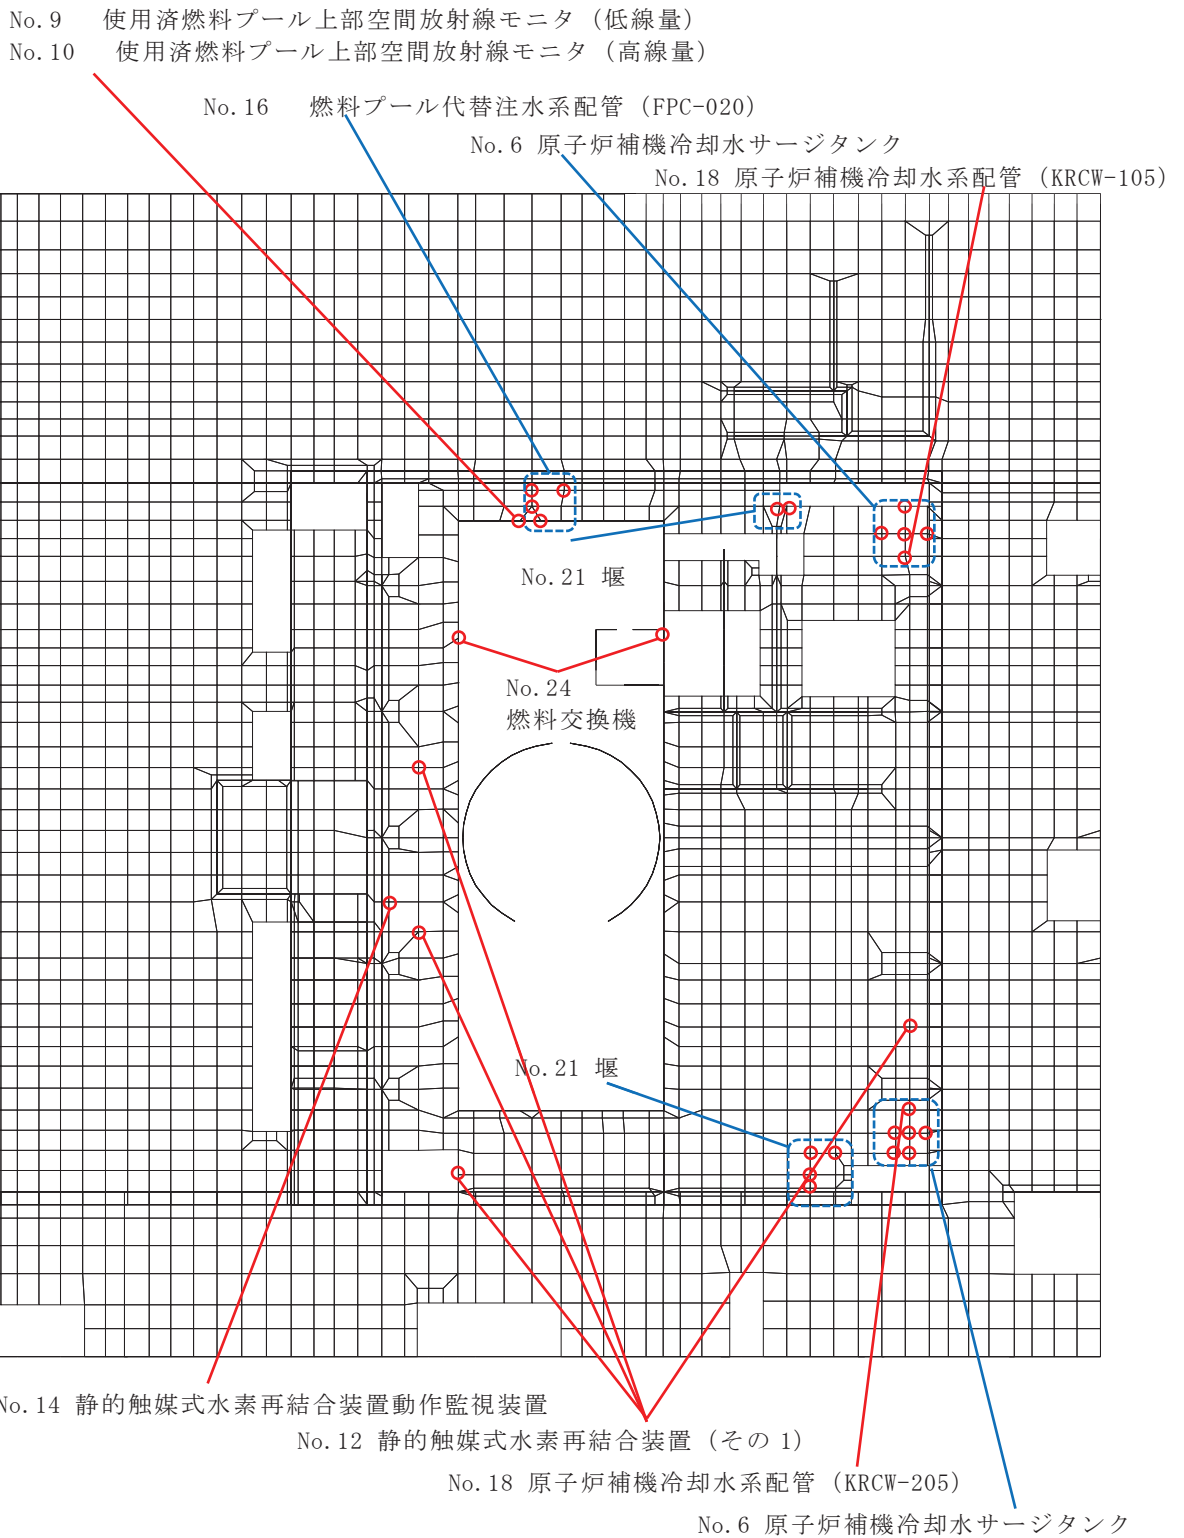 No.9 使用済燃料プール上部空間放射線モニタ（低線量）
No.10 使用済燃料プール上部空間放射線モニタ（高線量）
No.16 燃料プール代替注水系配管（FPC-020）
No.6 原子炉補機冷却水サージタンク
No.18 原子炉補機冷却水系配管（KRCW-105）
No.21 堰
No.24
燃料交換機
No.21 堰
No.14 静的触媒式水素再結合装置動作監視装置
No.12 静的触媒式水素再結合装置（その1）
No.18 原子炉補機冷却水系配管（KRCW-205）
No.6 原子炉補機冷却水サージタンク